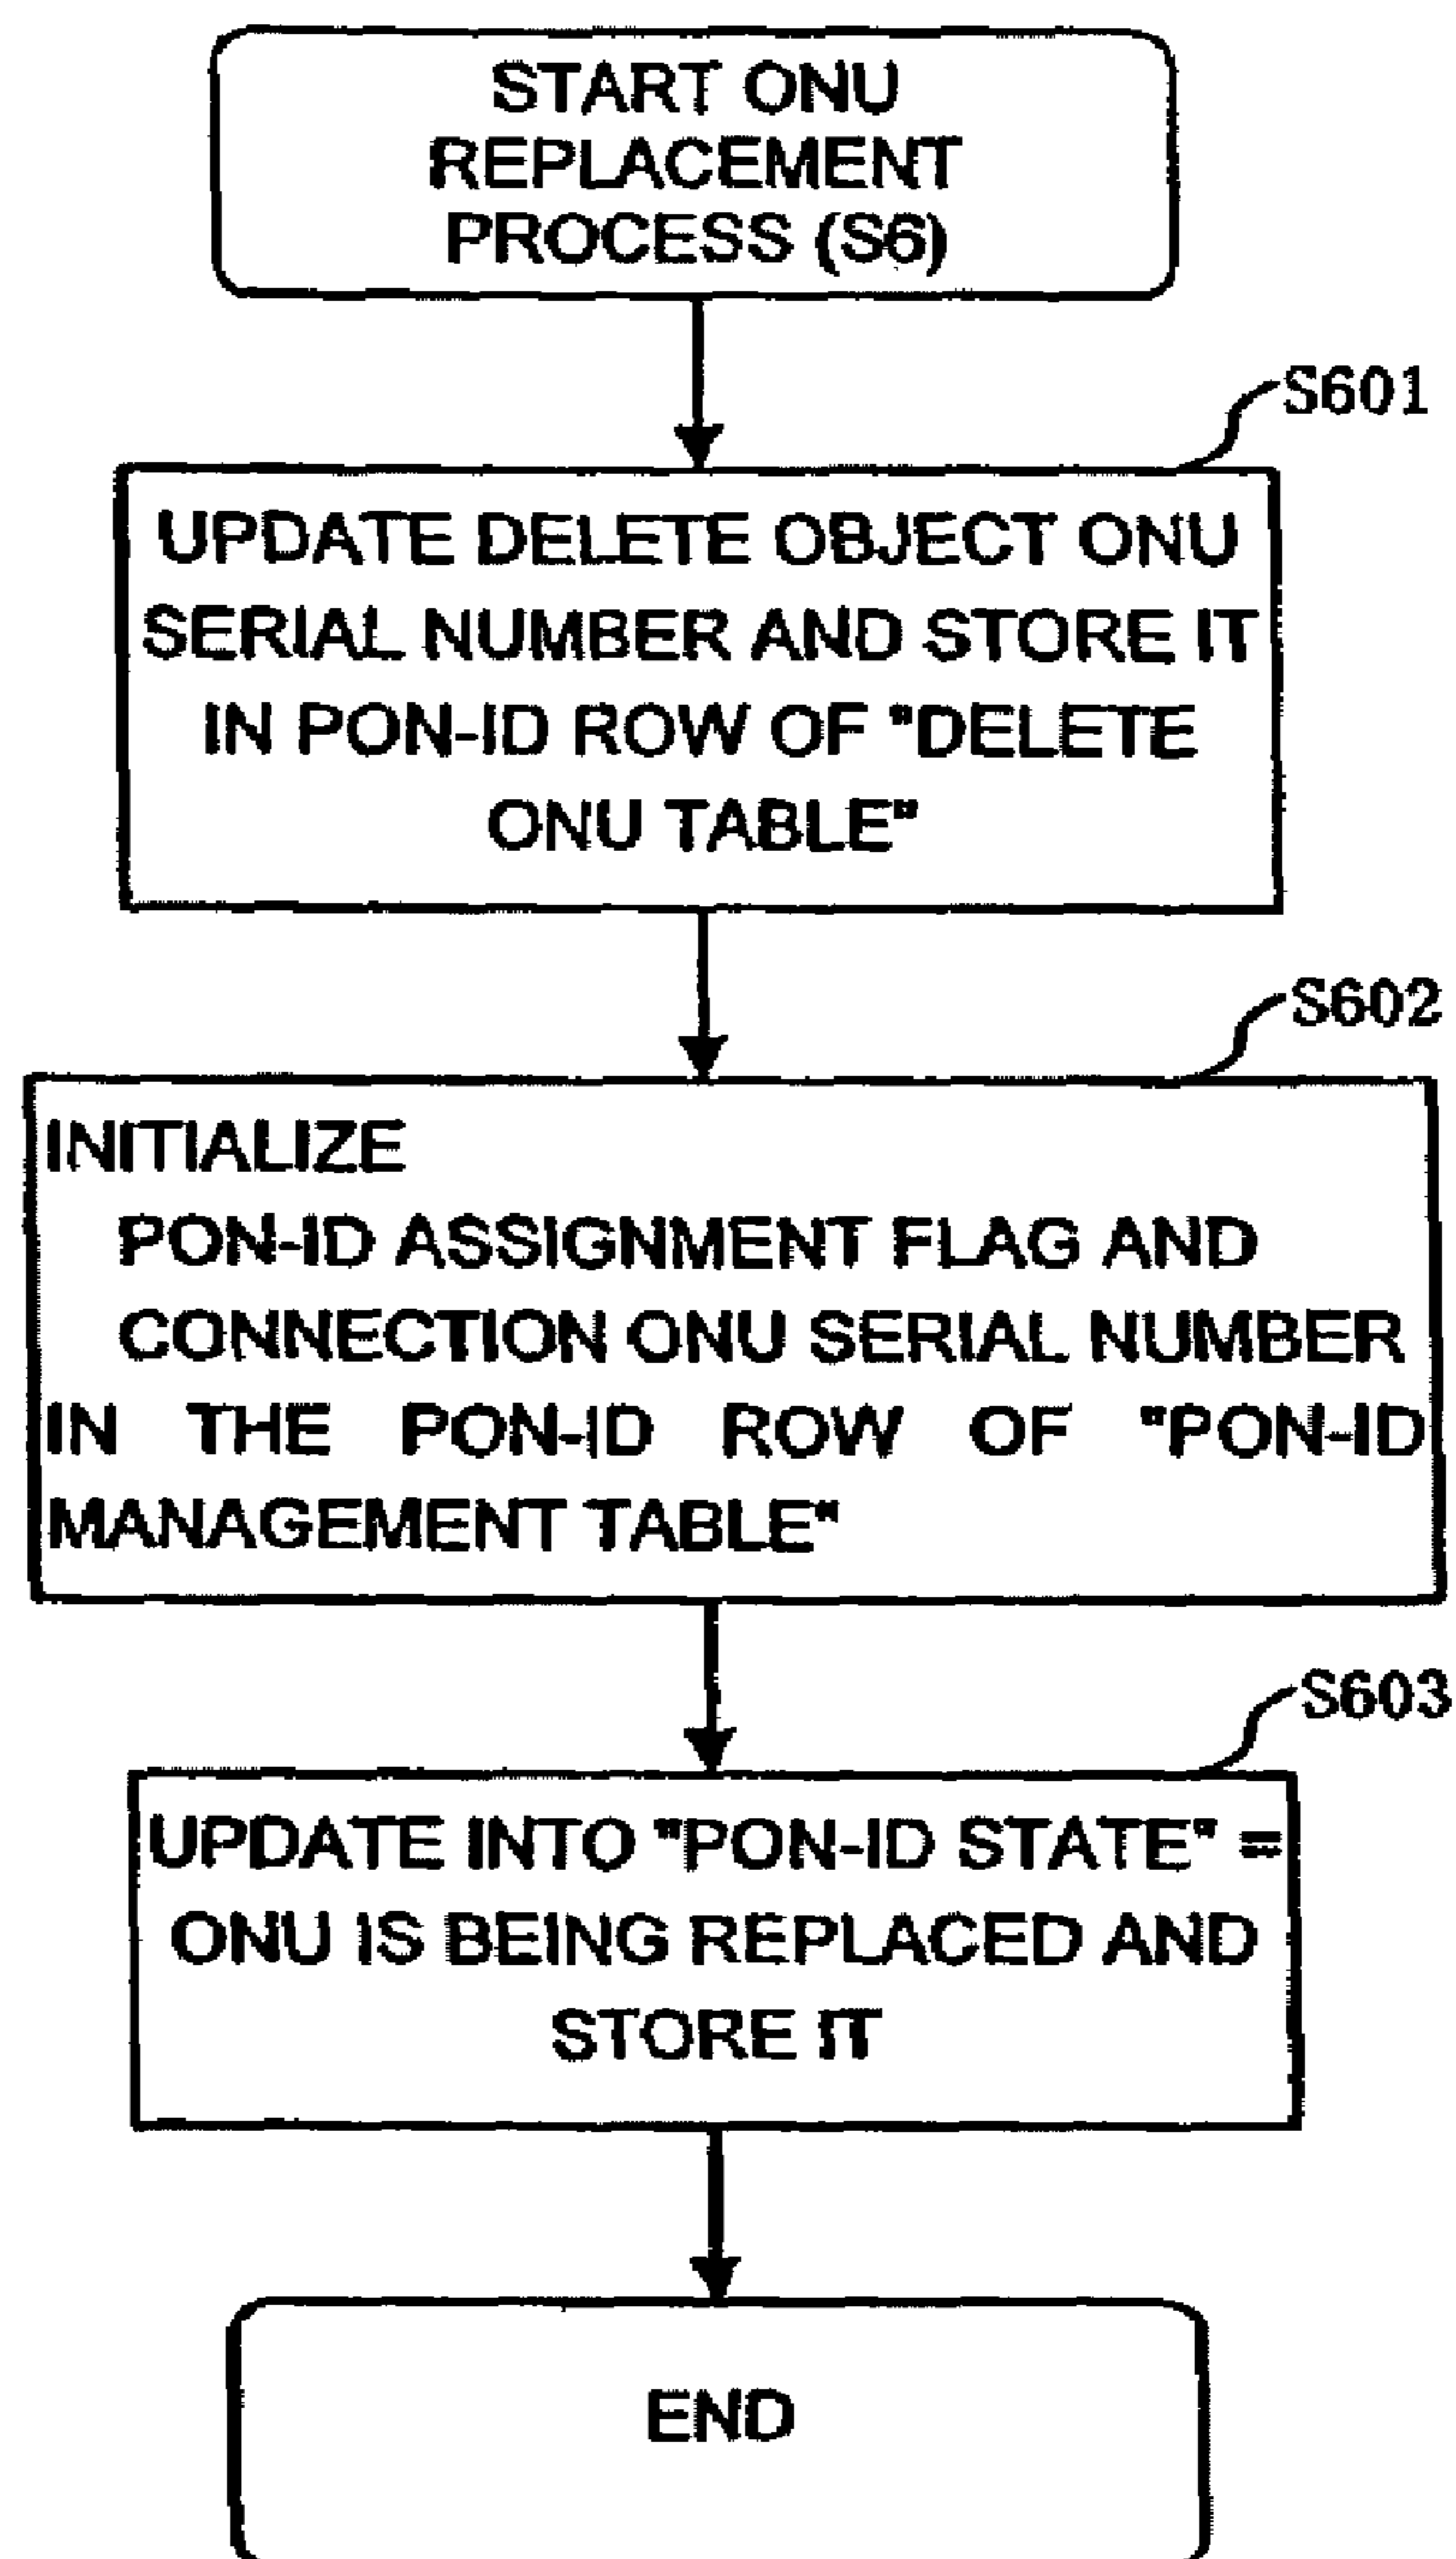 START ONU
REPLACEMENT
PROCESS (S6)
S601
UPDATE DELETE OBJECT ONU
SERIAL NUMBER AND STORE IT
IN PON-ID ROW OF "DELETE
ONU TABLE"
S602
INITIALIZE
PON-ID ASSIGNMENT FLAG AND
CONNECTION ONU SERIAL NUMBER
IN THE PON-ID ROW OF "PON-ID
MANAGEMENT TABLE"
S603
UPDATE INTO "PON-ID STATE" =
ONU IS BEING REPLACED AND
STORE IT
END